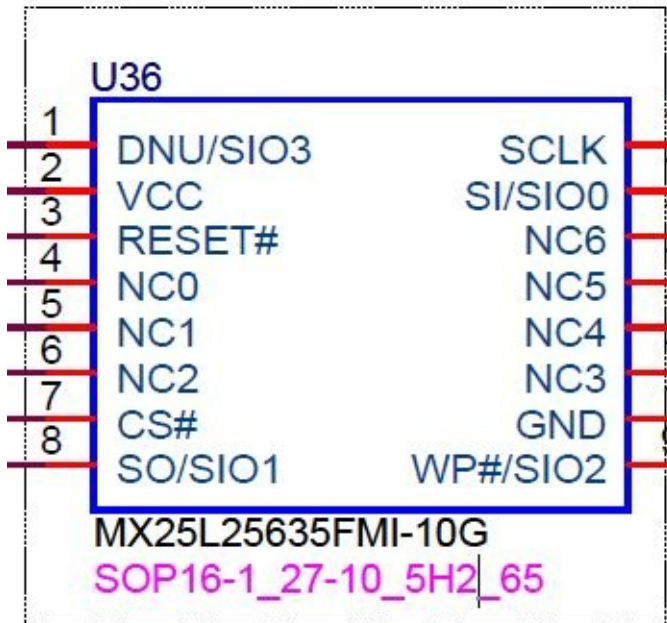 U36
1 DNU/SIO3 SCLK
2 VCC SI/SIO0
3 RESET# NC6
4 NC0 NC5
5 NC1 NC4
6 NC2 NC3
7 CS# GND
8 SO/SIO1 WP#/SIO2
MX25L25635FMI-10G
SOP16-1_27-10_5H2_65